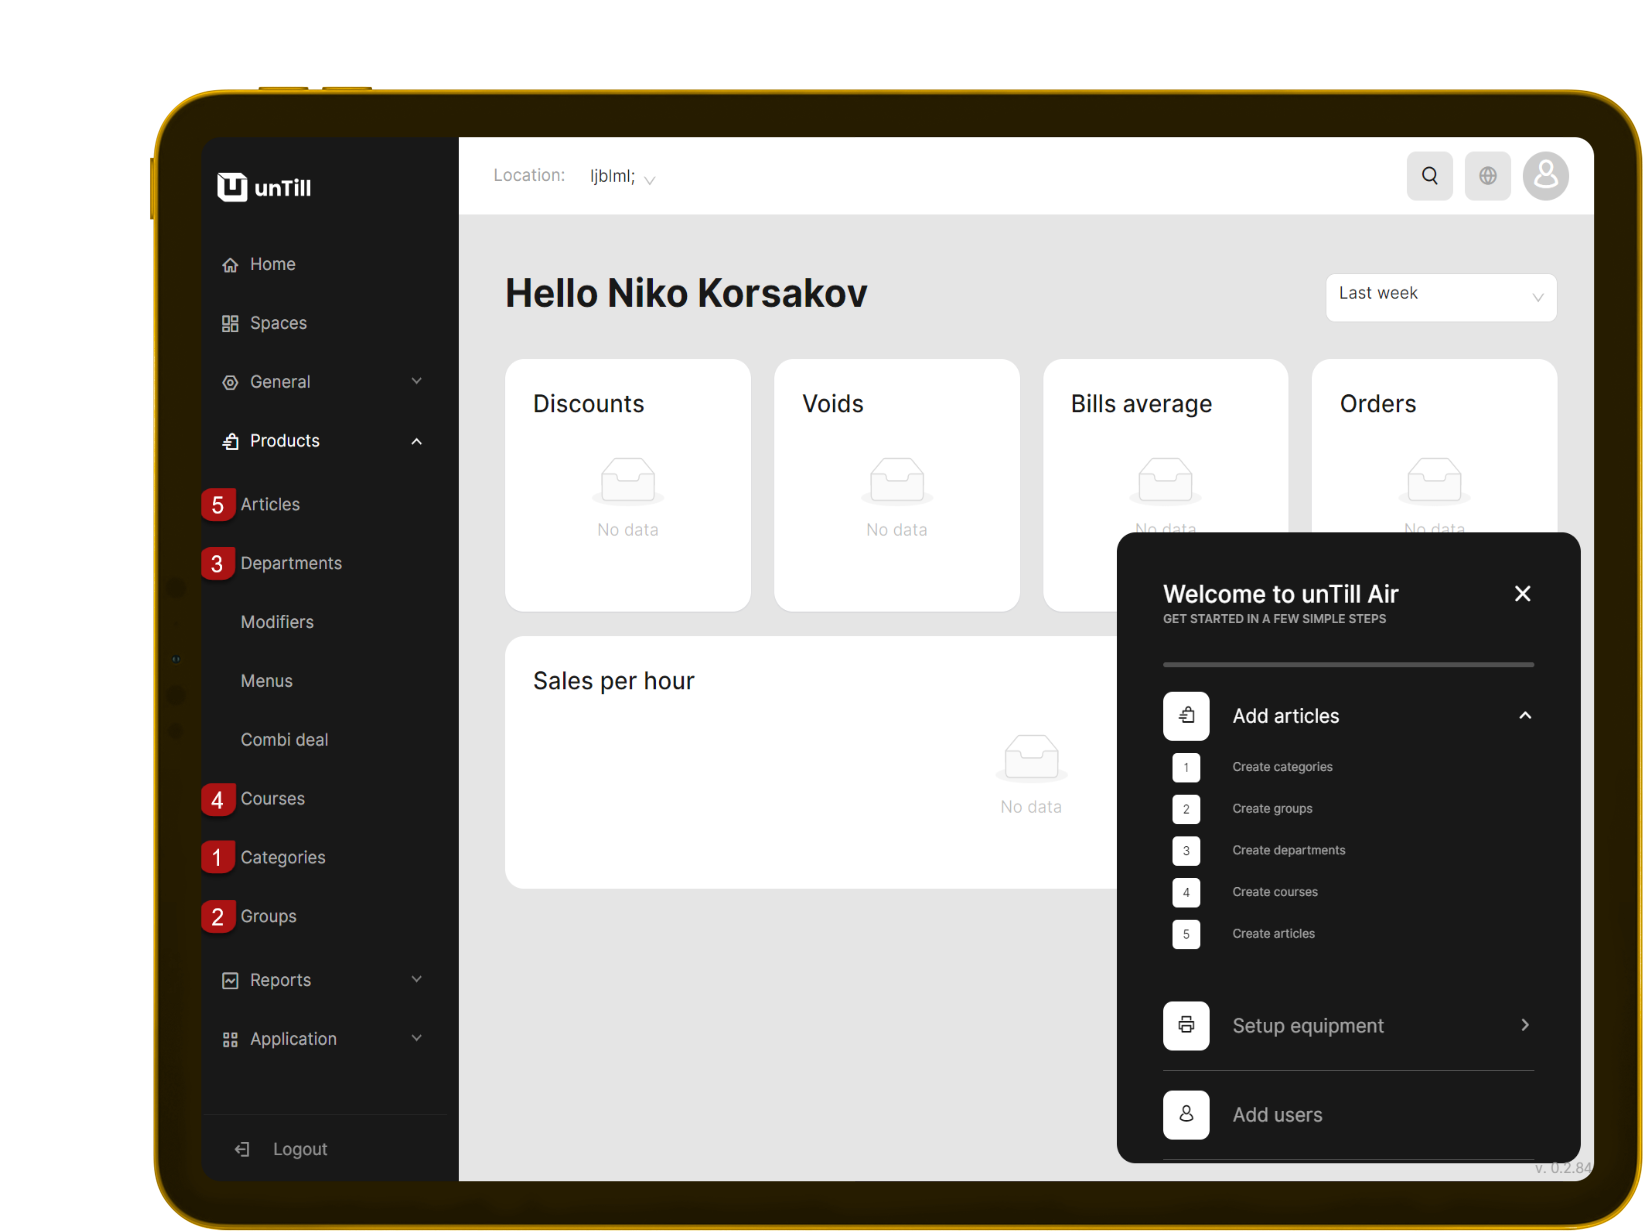 unTill
Location: ljblml;
Home
Spaces
General
Products
5 Articles
3 Departments
Modifiers
Menus
Combi deal
4 Courses
1 Categories
2 Groups
Reports
Application
Logout
Hello Niko Korsakov
Last week
Discounts
No data
Voids
No data
Bills average
No data
Orders
No data
Sales per hour
No data
Welcome to unTill Air
GET STARTED IN A FEW SIMPLE STEPS
Add articles
1 Create categories
2 Create groups
3 Create departments
4 Create courses
5 Create articles
Setup equipment
Add users
v. 0.2.84